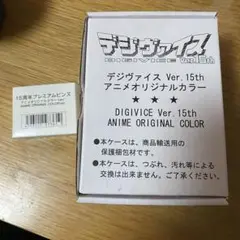 15周年プレミアムピンズ
デジヴァイス
DIGIVICE Ver.15th
デジヴァイス Ver.15th
アニメオリジナルカラー
★ ★ ★
DIGIVICE Ver.15th
ANIME ORIGINAL COLOR
●本ケースは、商品輸送用の
保護梱包材です。
●本ケースは、つぶれ、汚れ等による
交換は出来ません。ご了承ください。